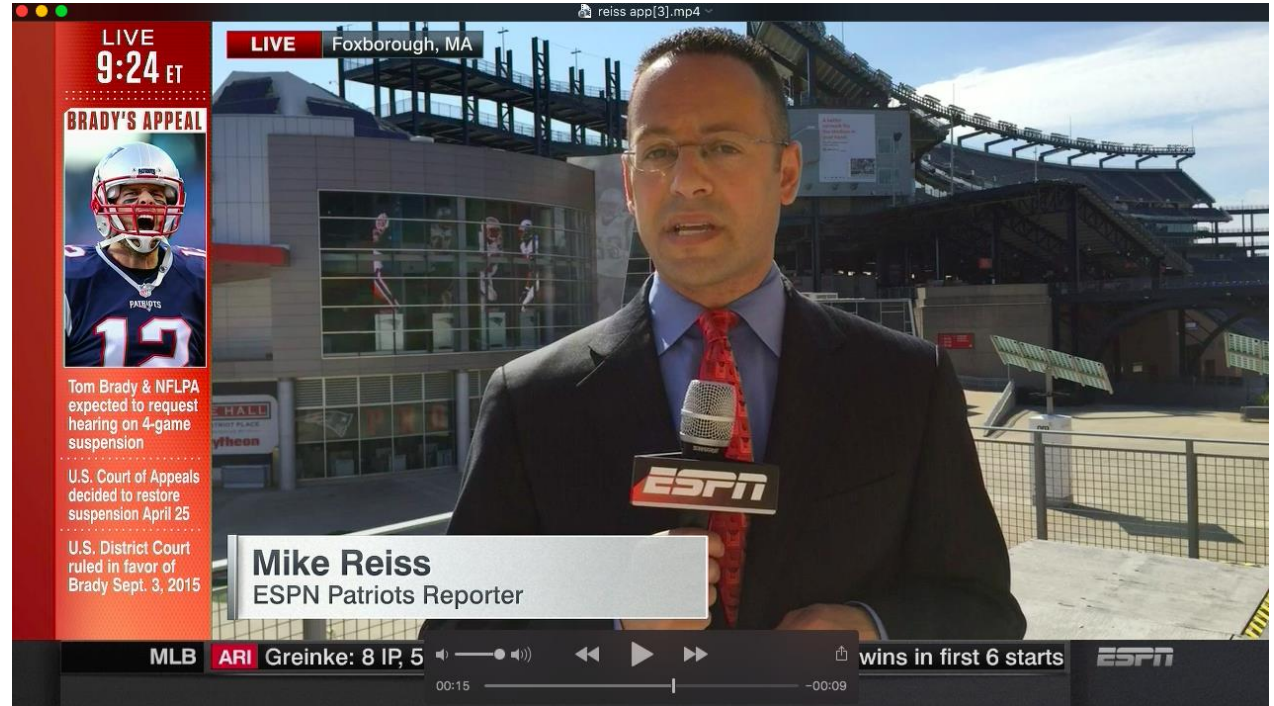 reiss app[3].mp4
LIVE
9:24 ET
BRADY'S APPEAL
PATRIOTS
12
Tom Brady & NFLPA
expected to request
hearing on 4-game
suspension
U.S. Court of Appeals
decided to restore
suspension April 25
U.S. District Court
ruled in favor of
Brady Sept. 3, 2015
LIVE Foxborough, MA
HALL
PATRIOT PLACE
ytheon
SAMSON
ESPN
Mike Reiss
ESPN Patriots Reporter
MLB ARI Greinke: 8 IP, 5
wins in first 6 starts ESPN
00:15
-00:09